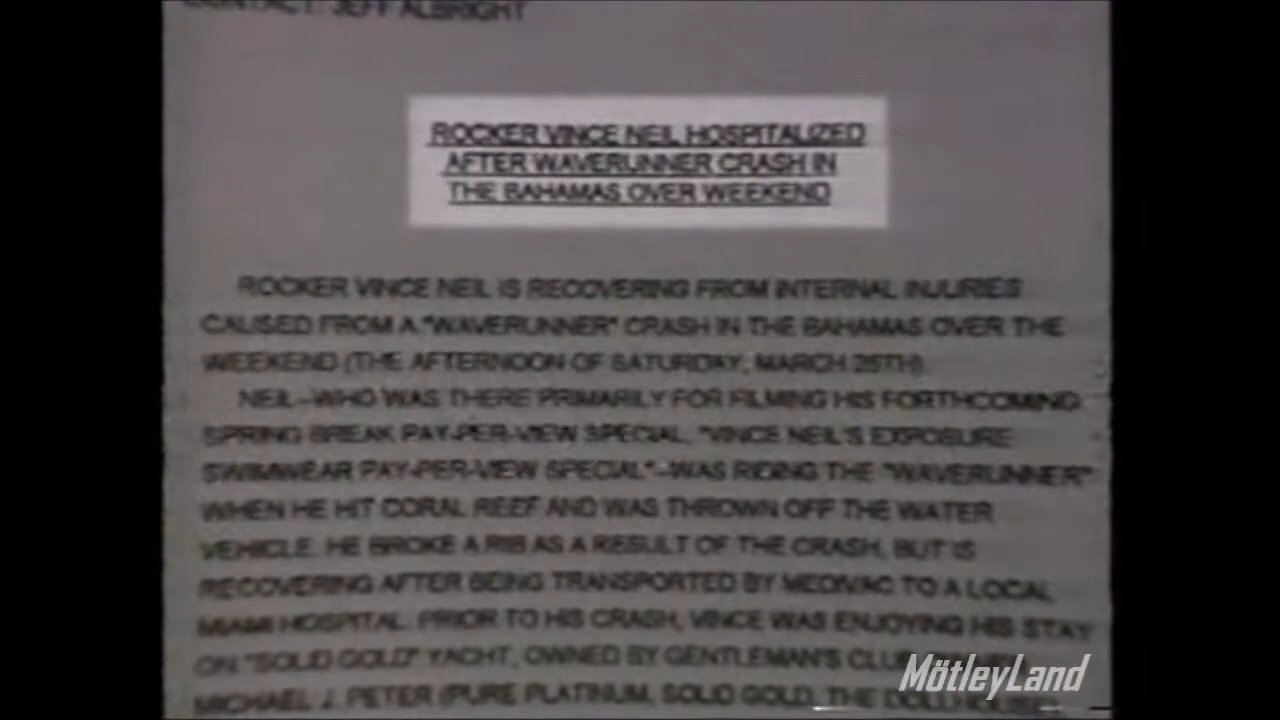 CONTACT: JEFF ALBRIGHT
ROCKER VINCE NEIL HOSPITALIZED
AFTER WAVERUNNER CRASH IN
THE BAHAMAS OVER WEEKEND
ROCKER VINCE NEIL IS RECOVERING FROM INTERNAL INJURIES
CAUSED FROM A "WAVERUNNER" CRASH IN THE BAHAMAS OVER THE
WEEKEND (THE AFTERNOON OF SATURDAY, MARCH 25TH).
NEIL--WHO WAS THERE PRIMARILY FOR FILMING HIS FORTHCOMING
SPRING BREAK PAY-PER-VIEW SPECIAL, "VINCE NEIL'S EXPOSURE
SWIMWEAR PAY-PER-VIEW SPECIAL"--WAS RIDING THE "WAVERUNNER"
WHEN HE HIT CORAL REEF AND WAS THROWN OFF THE WATER
VEHICLE. HE BROKE A RIB AS A RESULT OF THE CRASH, BUT IS
RECOVERING AFTER BEING TRANSPORTED BY MEDIVAC TO A LOCAL
MIAMI HOSPITAL. PRIOR TO HIS CRASH, VINCE WAS ENJOYING HIS STAY
ON "SOLID GOLD" YACHT, OWNED BY GENTLEMAN'S CLUB
MICHAEL J. PETER (PURE PLATINUM, SOLID GOLD, THE DOLLHOUSE
MötleyLand